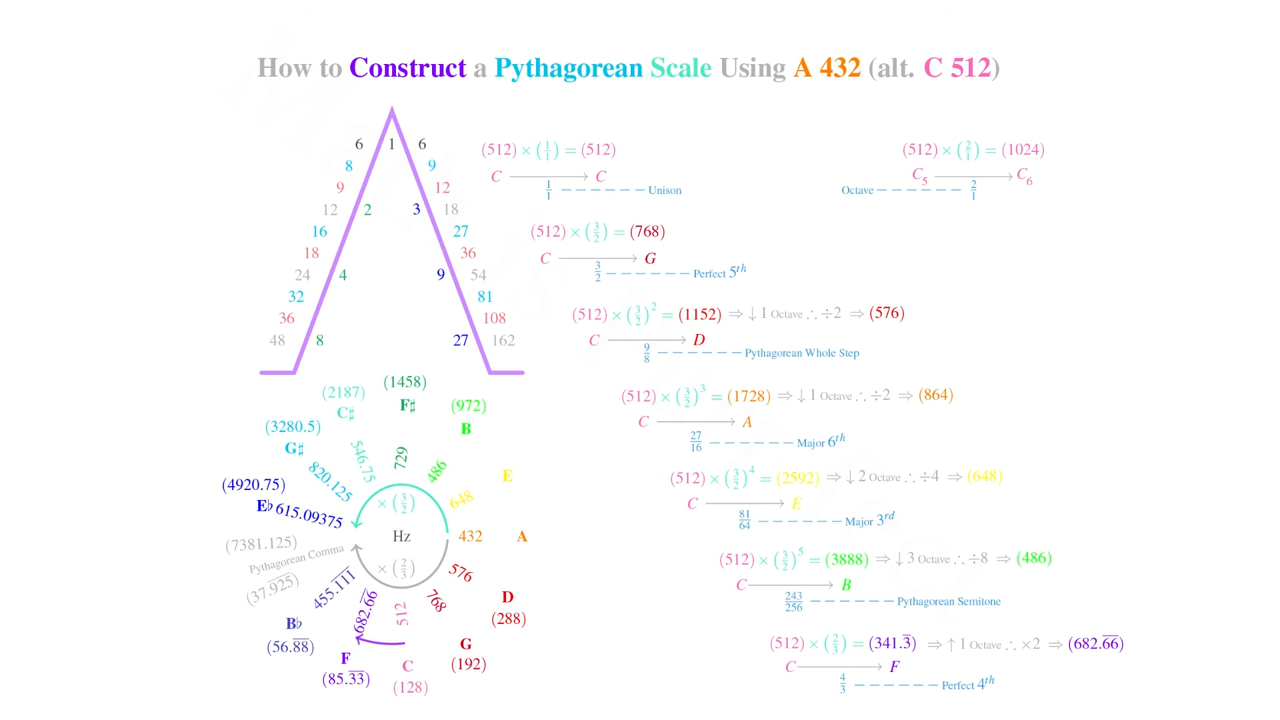 How to Construct a Pythagorean Scale Using A 432 (alt. C 512)
6 1 6
8 9
9 12
12 2 3 18
16 27
18 36
24 4 9 54
32 81
36 108
48 8 27 162
(512) × (1/1) = (512)
C → C
1/1 Unison
(512) × (2/1) = (1024)
C₅ → C₆
Octave 2/1
(512) × (3/2) = (768)
C → G
3/2 Perfect 5th
(512) × (3/2)² = (1152) ⇒ ↓ 1 Octave ∴ ÷2 ⇒ (576)
C → D
9/8 Pythagorean Whole Step
(512) × (3/2)³ = (1728) ⇒ ↓ 1 Octave ∴ ÷2 ⇒ (864)
C → A
27/16 Major 6th
(512) × (3/2)⁴ = (2592) ⇒ ↓ 2 Octave ∴ ÷4 ⇒ (648)
C → E
81/64 Major 3rd
(512) × (3/2)⁵ = (3888) ⇒ ↓ 3 Octave ∴ ÷8 ⇒ (486)
C → B
243/256 Pythagorean Semitone
(512) × (2/3) = (341.3̅) ⇒ ↑ 1 Octave ∴ ×2 ⇒ (682.6̅6̅)
C → F
4/3 Perfect 4th
(1458)
F♯
729
(2187)
C♯
546.75
(972)
B
486
(3280.5)
G♯
820.125
E
648
(4920.75)
E♭ 615.09375
× (3/2)
Hz
× (2/3)
432 A
(7381.125)
Pythagorean Comma
(37.9̅2̅5̅)
576
D
(288)
455.1̅1̅1̅
B♭
(56.8̅8̅)
768
G
(192)
682.6̅6̅
F
(85.3̅3̅)
512
C
(128)